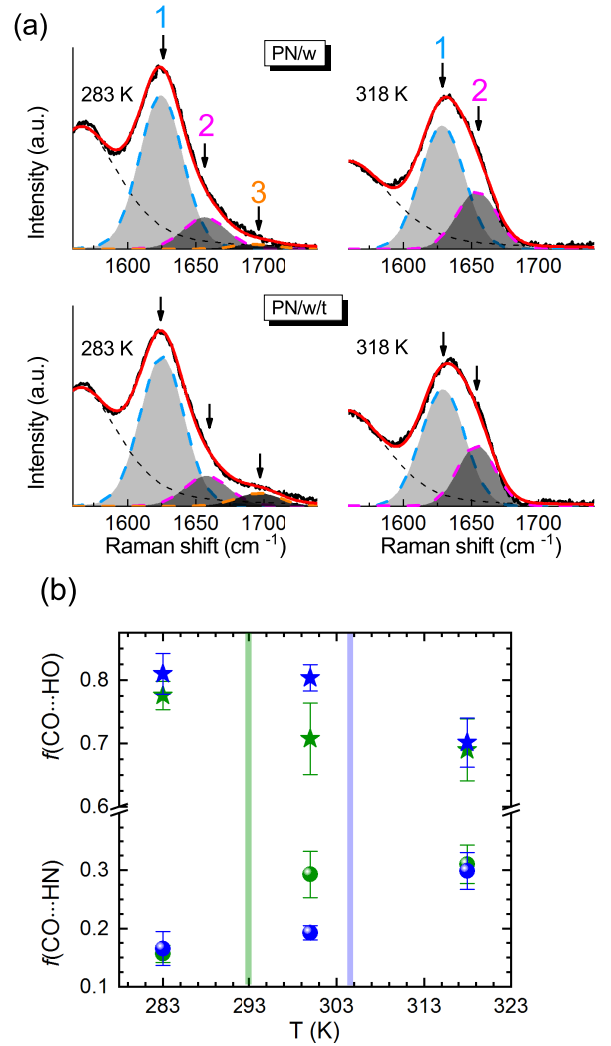 (a)
1
PN/w
283 K
2
3
318 K
1
2
Intensity (a.u.)
1600 1650 1700
1600 1650 1700
PN/w/t
283 K
318 K
Intensity (a.u.)
1600 1650 1700
1600 1650 1700
Raman shift (cm⁻¹)
Raman shift (cm⁻¹)
(b)
f(CO···HO)
0.8
0.7
0.6
f(CO···HN)
0.3
0.2
0.1
283 293 303 313 323
T (K)